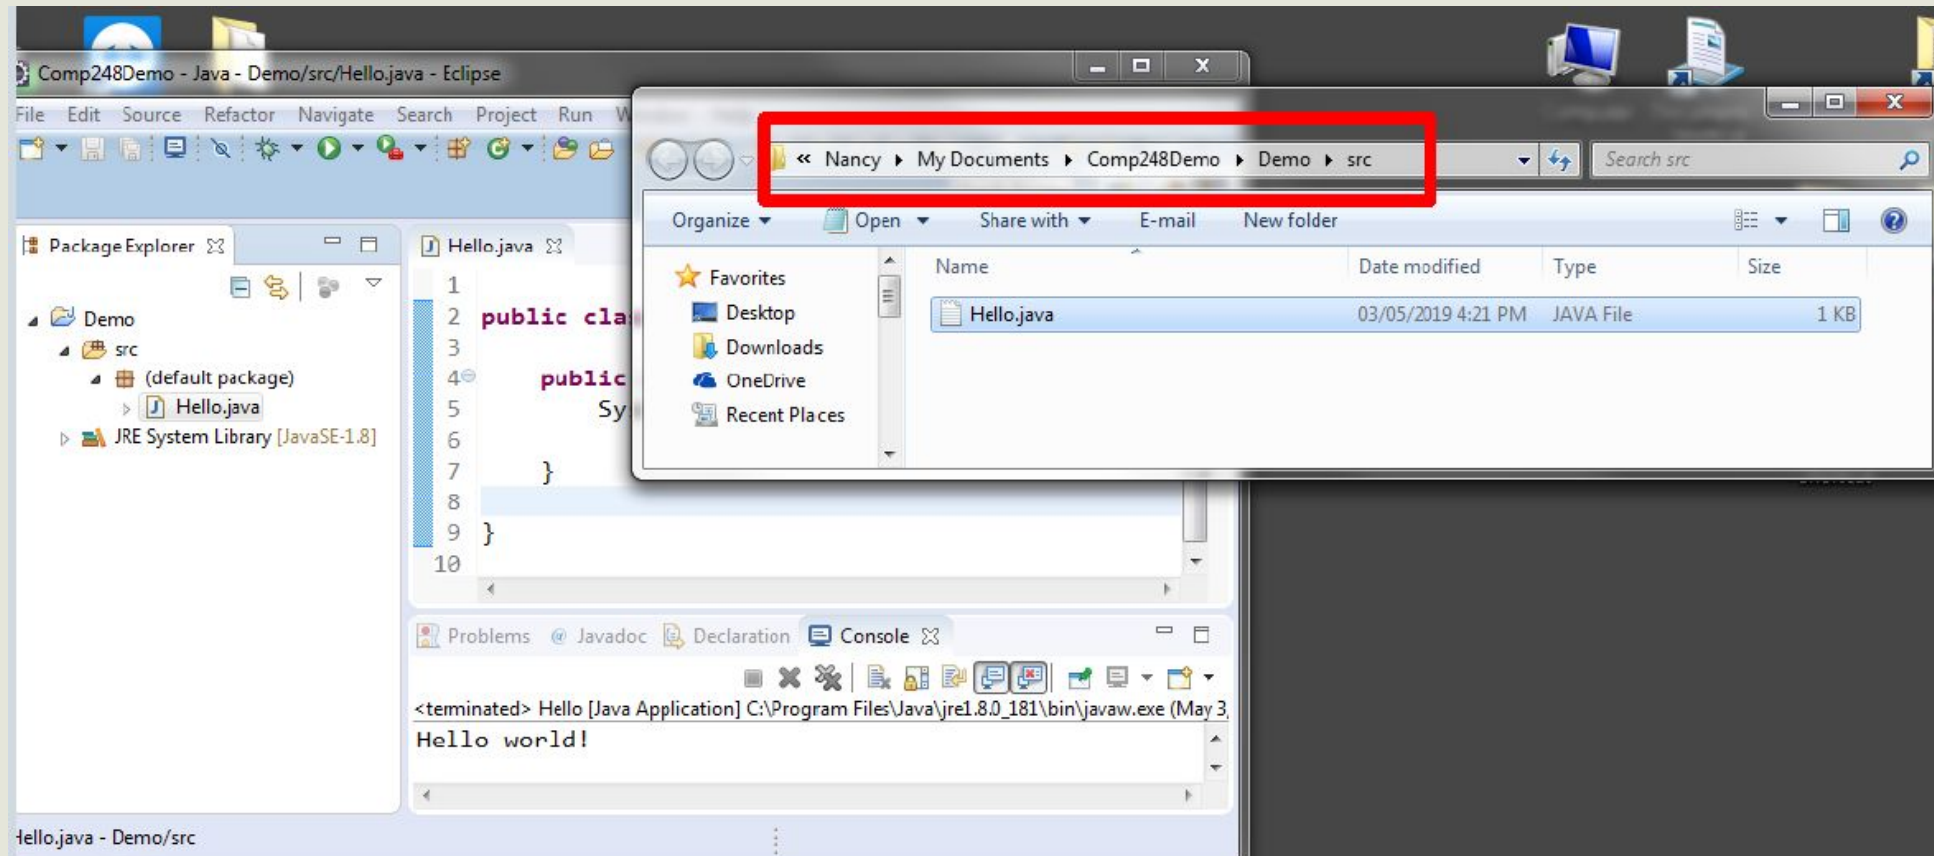 Comp248Demo - Java - Demo/src/Hello.java - Eclipse
File Edit Source Refactor Navigate Search Project Run
« Nancy My Documents Comp248Demo Demo src
Search src
Organize Open Share with E-mail New folder
Package Explorer
Demo
src
(default package)
Hello.java
JRE System Library [JavaSE-1.8]
Hello.java
1
2 public
3
4 public
5
6
7 }
8
9 }
10
Favorites
Desktop
Downloads
OneDrive
Recent Places
Name Date modified Type Size
Hello.java 03/05/2019 4:21 PM JAVA File 1 KB
Problems @ Javadoc Declaration Console
<terminated> Hello [Java Application] C:\Program Files\Java\jre1.8.0_181\bin\javaw.exe (May 3,
Hello world!
Hello.java - Demo/src